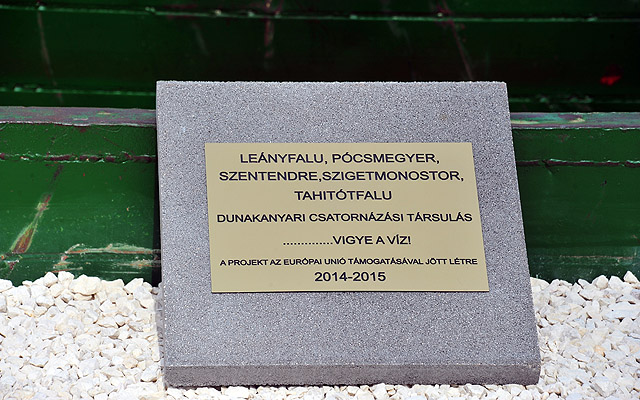 LEÁNYFALU, PÓCSMEGYER,
SZENTENDRE,SZIGETMONOSTOR,
TAHITÓTFALU
DUNAKANYARI CSATORNÁZÁSI TÁRSULÁS
..............VIGYE A VÍZ!
A PROJEKT AZ EURÓPAI UNIÓ TÁMOGATÁSÁVAL JÖTT LÉTRE
2014-2015